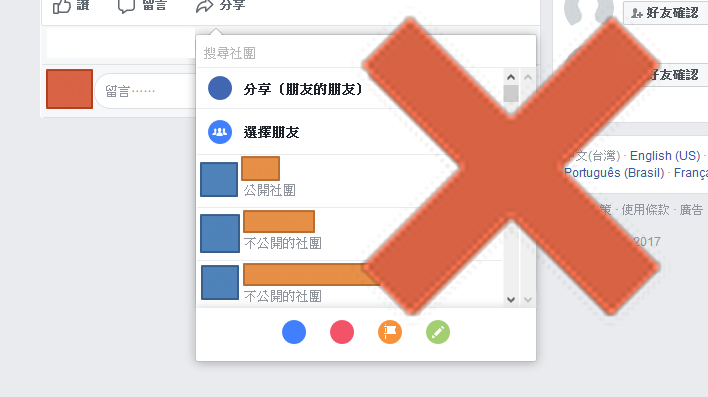 讚 留言 分享
搜尋社團
留言……
分享（朋友的朋友）
選擇朋友
公開社團
不公開的社團
不公開的社團
好友確認
好友確認
文(台灣) · English (US) ·
Português (Brasil) · França
策 · 使用條款 · 廣告
2017